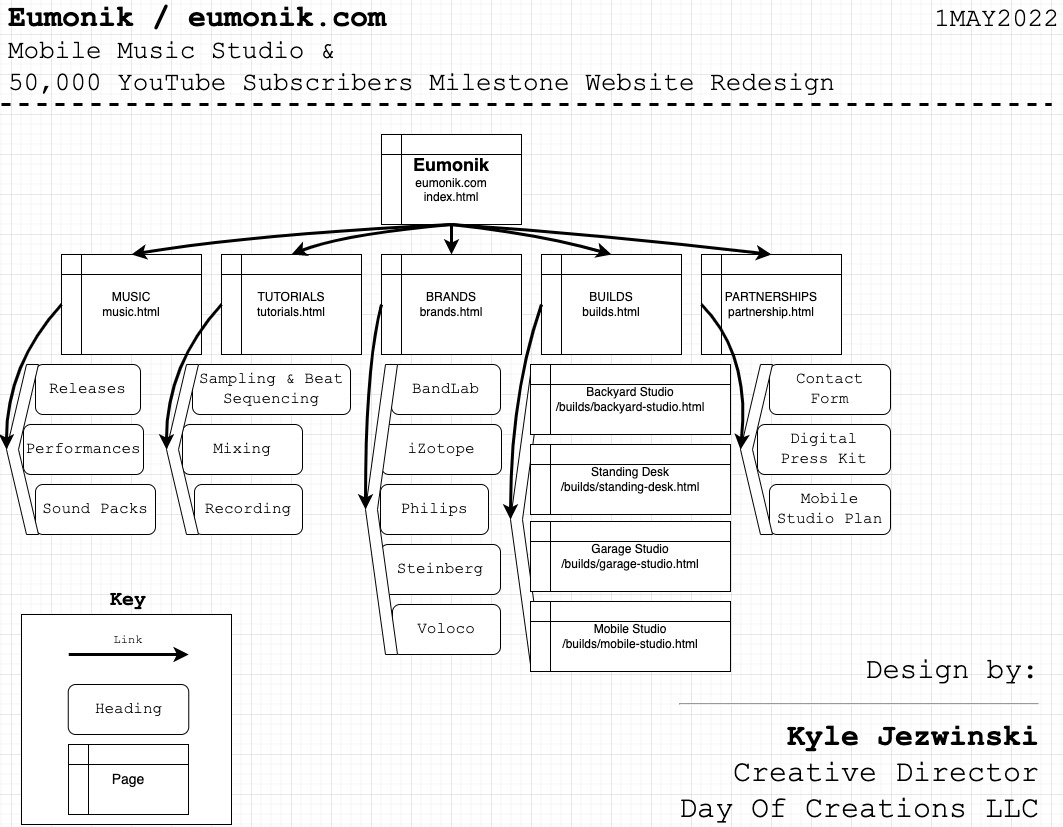 Eumonik / eumonik.com
1MAY2022
Mobile Music Studio &
50,000 YouTube Subscribers Milestone Website Redesign
Eumonik
eumonik.com
index.html
MUSIC
music.html
TUTORIALS
tutorials.html
BRANDS
brands.html
BUILDS
builds.html
PARTNERSHIPS
partnership.html
Releases
Performances
Sound Packs
Sampling & Beat
Sequencing
Mixing
Recording
BandLab
iZotope
Philips
Steinberg
Voloco
Backyard Studio
/builds/backyard-studio.html
Standing Desk
/builds/standing-desk.html
Garage Studio
/builds/garage-studio.html
Mobile Studio
/builds/mobile-studio.html
Contact
Form
Digital
Press Kit
Mobile
Studio Plan
Key
Link
Heading
Page
Design by:
Kyle Jezwinski
Creative Director
Day Of Creations LLC